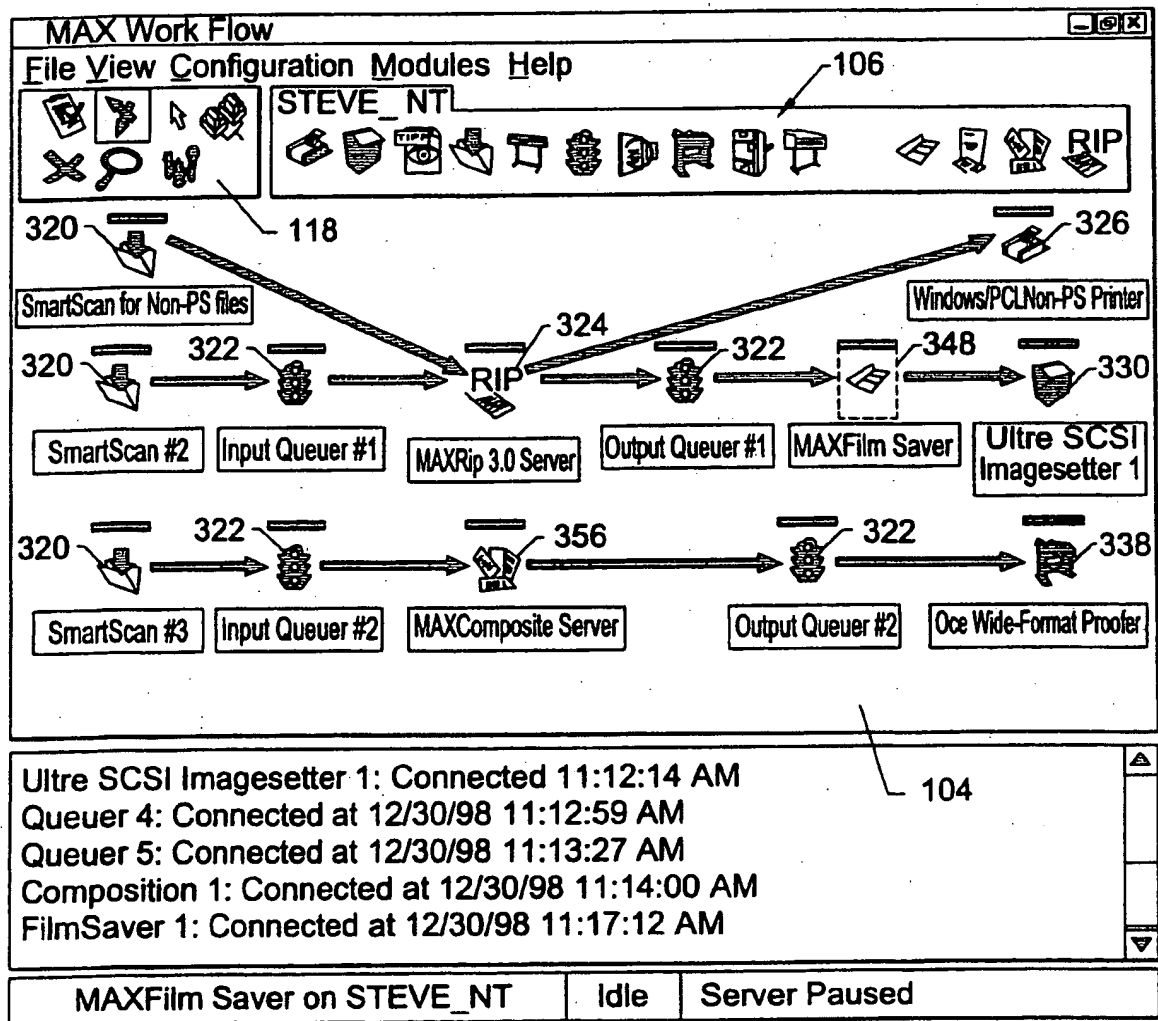 MAX Work Flow
File View Configuration Modules Help
106
STEVE_NT
TIFF
RIP
118
320
326
SmartScan for Non-PS files
Windows/PCLNon-PS Printer
324
320
322
RIP
322
348
330
SmartScan #2
Input Queuer #1
MAXRip 3.0 Server
Output Queuer #1
MAXFilm Saver
Ultre SCSI
Imagesetter 1
320
322
356
322
338
SmartScan #3
Input Queuer #2
MAXComposite Server
Output Queuer #2
Oce Wide-Format Proofer
104
Ultre SCSI Imagesetter 1: Connected 11:12:14 AM
Queuer 4: Connected at 12/30/98 11:12:59 AM
Queuer 5: Connected at 12/30/98 11:13:27 AM
Composition 1: Connected at 12/30/98 11:14:00 AM
FilmSaver 1: Connected at 12/30/98 11:17:12 AM
MAXFilm Saver on STEVE_NT
Idle
Server Paused